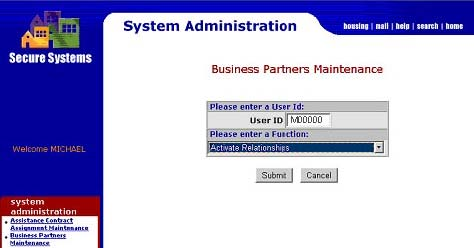 System Administration
housing | mail | help | search | home
Secure Systems
Business Partners Maintenance
Please enter a User Id:
User ID M00000
Please enter a Function:
Activate Relationships
Welcome MICHAEL
Submit Cancel
system
administration
Assistance Contract
Assignment Maintenance
Business Partners
Maintenance